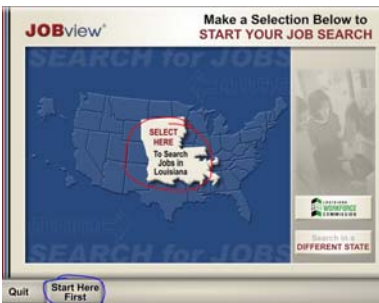 JOBview
Make a Selection Below to
START YOUR JOB SEARCH
SEARCH for JOBS
SELECT
HERE
To Search
Jobs in
Louisiana
LOUISIANA
WORKFORCE
COMMISSION
Search in a
DIFFERENT STATE
SEARCH for JOBS
Quit
Start Here
First